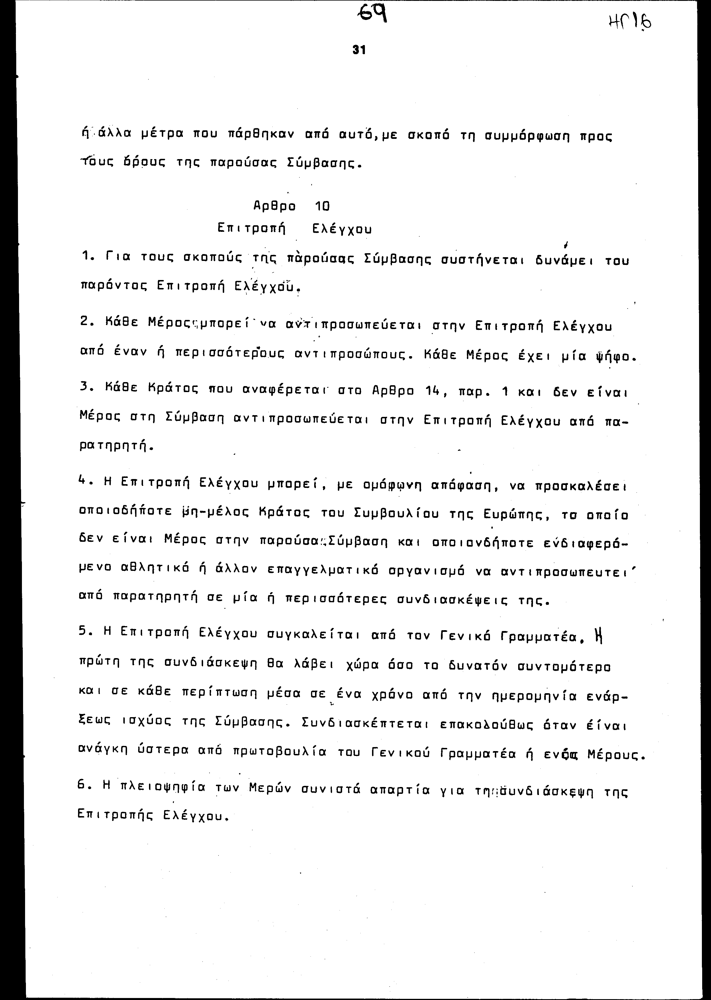 69
31
ή άλλα μέτρα που πάρθηκαν από αυτό, με σκοπό τη συμμόρφωση προς
τους όρους της παρούσας Σύμβασης.
Αρθρο 10
Επιτροπή Ελέγχου
1. Για τους σκοπούς της παρούσας Σύμβασης συστήνεται δυνάμει του
παρόντος Επιτροπή Ελέγχου.
2. Κάθε Μέρος μπορεί να αντιπροσωπεύεται στην Επιτροπή Ελέγχου
από έναν ή περισσότερους αντιπροσώπους. Κάθε Μέρος έχει μία ψήφο.
3. Κάθε Κράτος που αναφέρεται στο Αρθρο 14, παρ. 1 και δεν είναι
Μέρος στη Σύμβαση αντιπροσωπεύεται στην Επιτροπή Ελέγχου από πα-
ρατηρητή.
4. Η Επιτροπή Ελέγχου μπορεί, με ομόφωνη απόφαση, να προσκαλέσει
οποιοδήποτε μη-μέλος Κράτος του Συμβουλίου της Ευρώπης, το οποίο
δεν είναι Μέρος στην παρούσα Σύμβαση και οποιονδήποτε ενδιαφερό-
μενο αθλητικό ή άλλον επαγγελματικό οργανισμό να αντιπροσωπευτεί
από παρατηρητή σε μία ή περισσότερες συνδιασκέψεις της.
5. Η Επιτροπή Ελέγχου συγκαλείται από τον Γενικό Γραμματέα. Η
πρώτη της συνδιάσκεψη θα λάβει χώρα όσο το δυνατόν συντομότερο
και σε κάθε περίπτωση μέσα σε ένα χρόνο από την ημερομηνία ενάρ-
ξεως ισχύος της Σύμβασης. Συνδιασκέπτεται επακολούθως όταν είναι
ανάγκη ύστερα από πρωτοβουλία του Γενικού Γραμματέα ή ενός Μέρους.
6. Η πλειοψηφία των Μερών συνιστά απαρτία για τη συνδιάσκεψη της
Επιτροπής Ελέγχου.